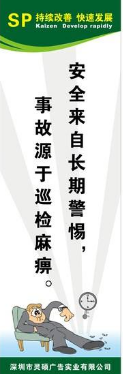 SP 持续改善 快速发展
Kaizen Develop rapidly
安全来自长期警惕，
事故源于巡检麻痹。
深圳市灵硕广告实业有限公司